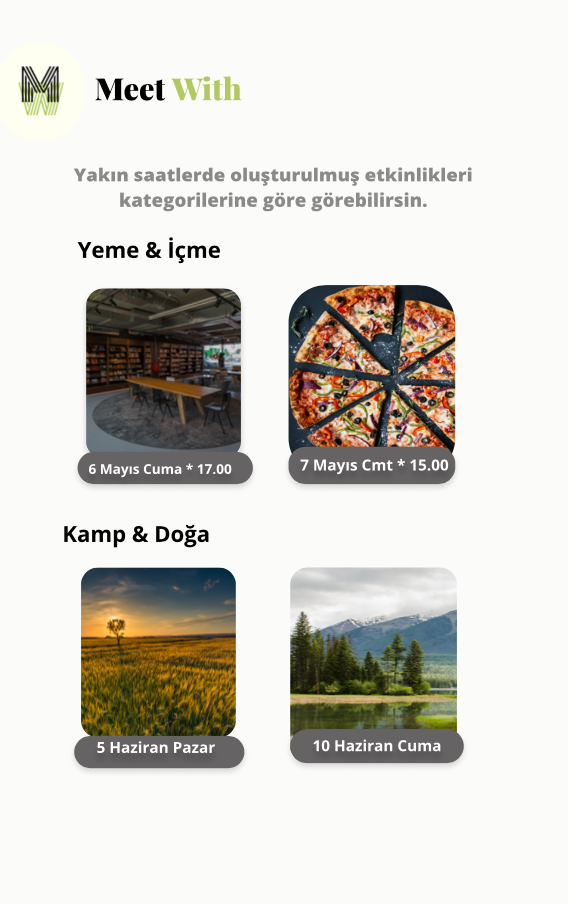 MW
Meet With
Yakın saatlerde oluşturulmuş etkinlikleri
kategorilerine göre görebilirsin.
Yeme & İçme
6 Mayıs Cuma * 17.00
7 Mayıs Cmt * 15.00
Kamp & Doğa
5 Haziran Pazar
10 Haziran Cuma